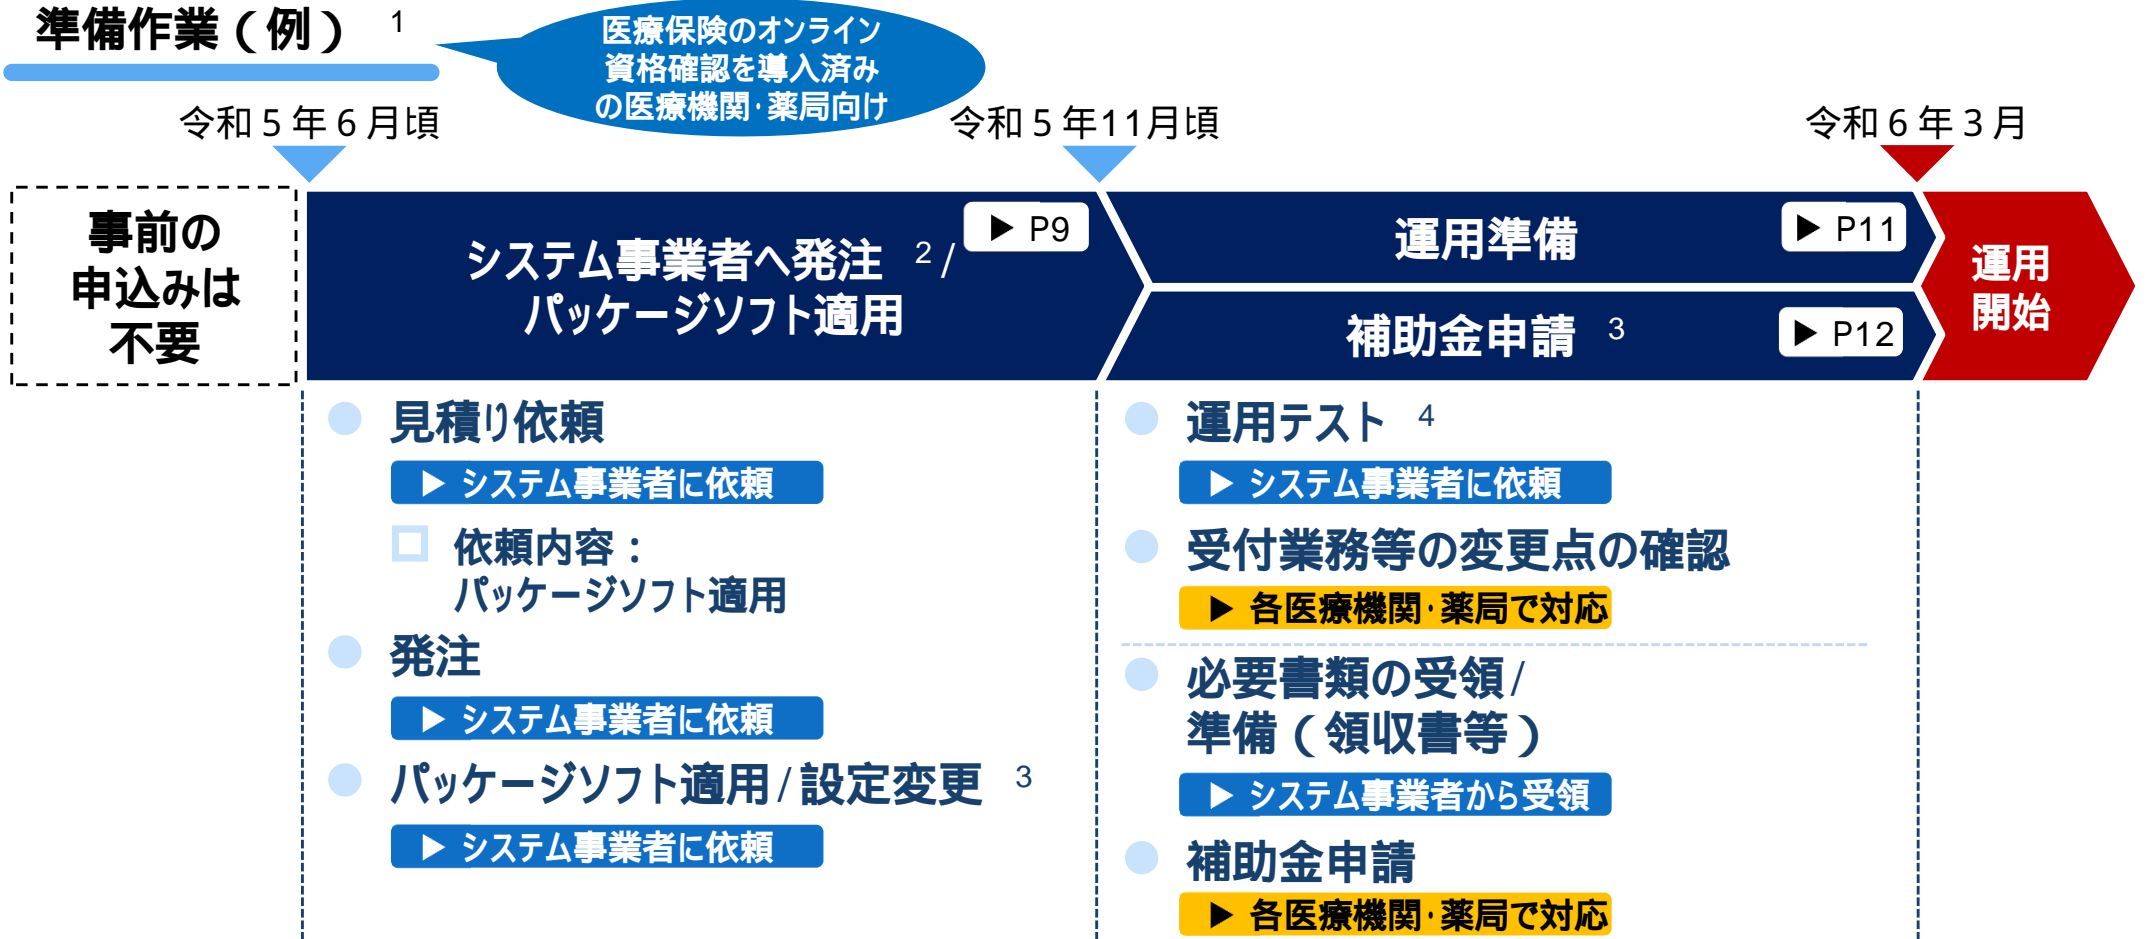 準備作業（例） 1
医療保険のオンライン
資格確認を導入済み
の医療機関・薬局向け
令和５年６月頃
令和５年11月頃
令和６年３月
事前の
申込みは
不要
システム事業者へ発注 2/
パッケージソフト適用
▶ P9
運用準備
▶ P11
補助金申請 3
▶ P12
運用
開始
見積り依頼
▶ システム事業者に依頼
依頼内容：
パッケージソフト適用
発注
▶ システム事業者に依頼
パッケージソフト適用/設定変更 3
▶ システム事業者に依頼
運用テスト 4
▶ システム事業者に依頼
受付業務等の変更点の確認
▶ 各医療機関・薬局で対応
必要書類の受領/
準備（領収書等）
▶ システム事業者から受領
補助金申請
▶ 各医療機関・薬局で対応